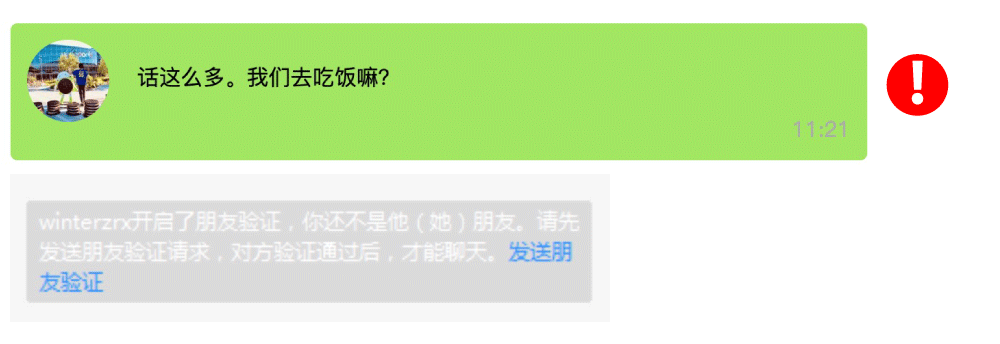 话这么多。我们去吃饭嘛?
11:21
winterzrx开启了朋友验证，你还不是他（她）朋友。请先
发送朋友验证请求，对方验证通过后，才能聊天。发送朋
友验证